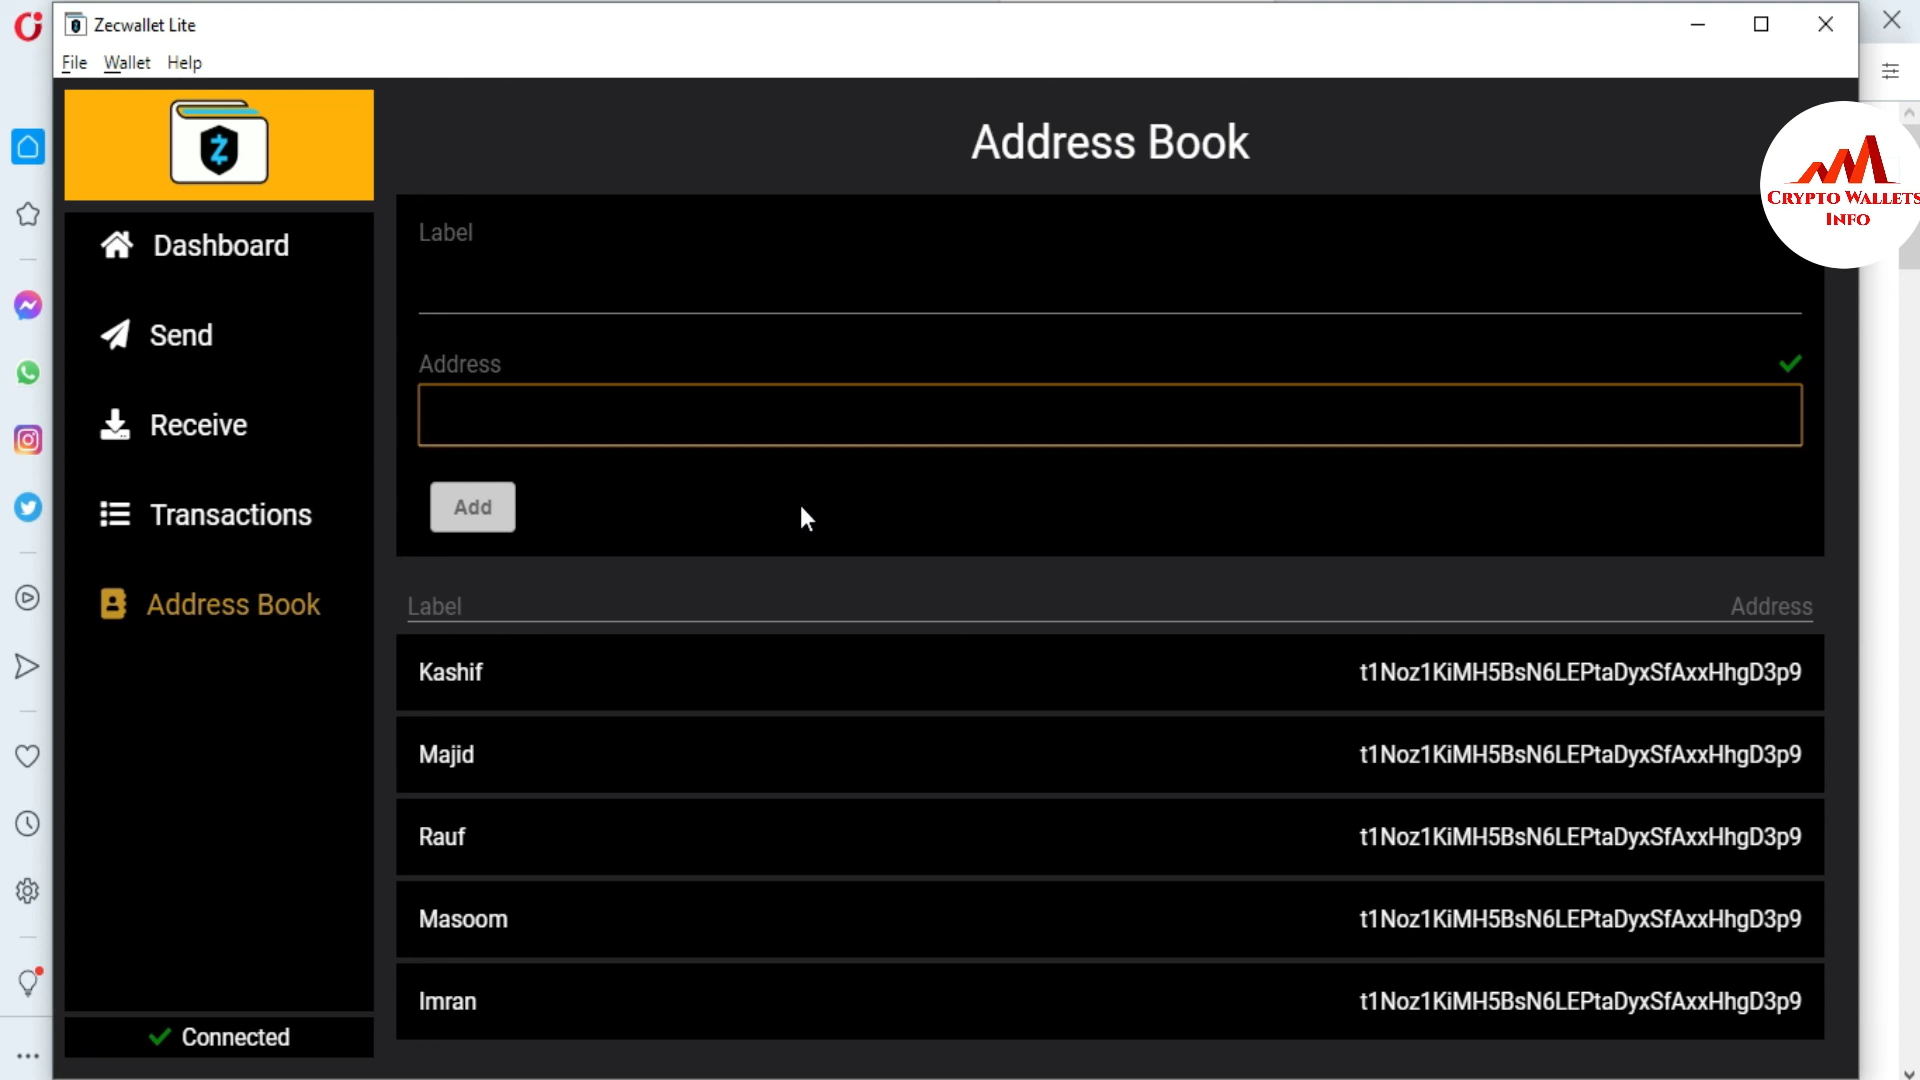 Zecwallet Lite
File Wallet Help
Address Book
CRYPTO WALLETS
INFO
Dashboard
Send
Receive
Transactions
Address Book
Connected
Label
Address
Add
Label Address
Kashif t1Noz1KiMH5BsN6LEPtaDyxSfAxxHhgD3p9
Majid t1Noz1KiMH5BsN6LEPtaDyxSfAxxHhgD3p9
Rauf t1Noz1KiMH5BsN6LEPtaDyxSfAxxHhgD3p9
Masoom t1Noz1KiMH5BsN6LEPtaDyxSfAxxHhgD3p9
Imran t1Noz1KiMH5BsN6LEPtaDyxSfAxxHhgD3p9